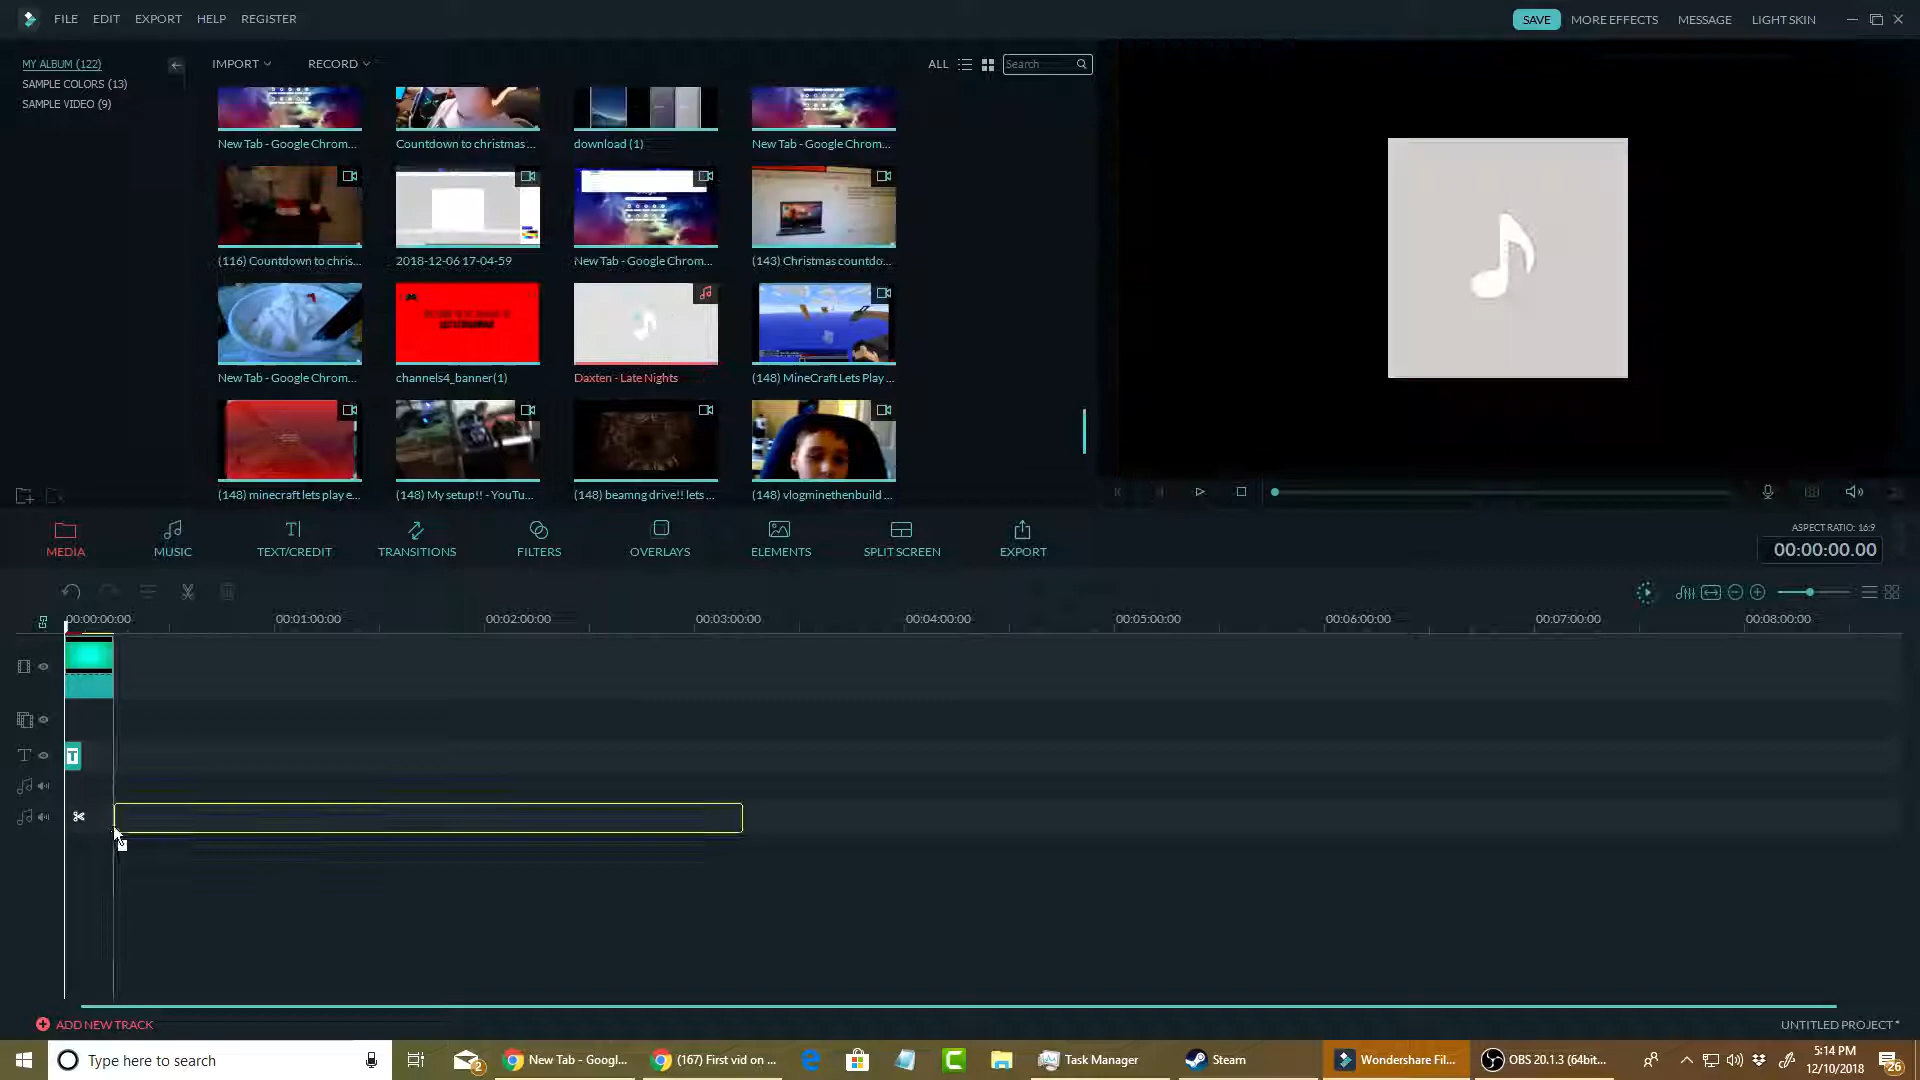 FILE EDIT EXPORT HELP REGISTER SAVE MORE EFFECTS MESSAGE LIGHT SKIN
MY ALBUM (122)
SAMPLE COLORS (13)
SAMPLE VIDEO (9)
IMPORT RECORD ALL Search
New Tab - Google Chrom... Countdown to christmas ... download (1) New Tab - Google Chrom...
(116) Countdown to chris... 2018-12-06 17-04-59 New Tab - Google Chrom... (143) Christmas countdo...
New Tab - Google Chrom... channels4_banner(1) Daxten - Late Nights (148) MineCraft Lets Play ...
(148) minecraft lets play e... (148) My setup!! - YouTu... (148) beamng drive!! lets ... (148) vlogminethenbuild ...
MEDIA MUSIC TEXT/CREDIT TRANSITIONS FILTERS OVERLAYS ELEMENTS SPLIT SCREEN EXPORT
ASPECT RATIO: 16:9
00:00:00.00
00:00:00:00 00:01:00:00 00:02:00:00 00:03:00:00 00:04:00:00 00:05:00:00 00:06:00:00 00:07:00:00 00:08:00:00
T
ADD NEW TRACK UNTITLED PROJECT *
Type here to search 2 New Tab - Googl... (167) First vid on ... Task Manager Steam Wondershare Fil... OBS 20.1.3 (64bit... 5:14 PM
12/10/2018 26